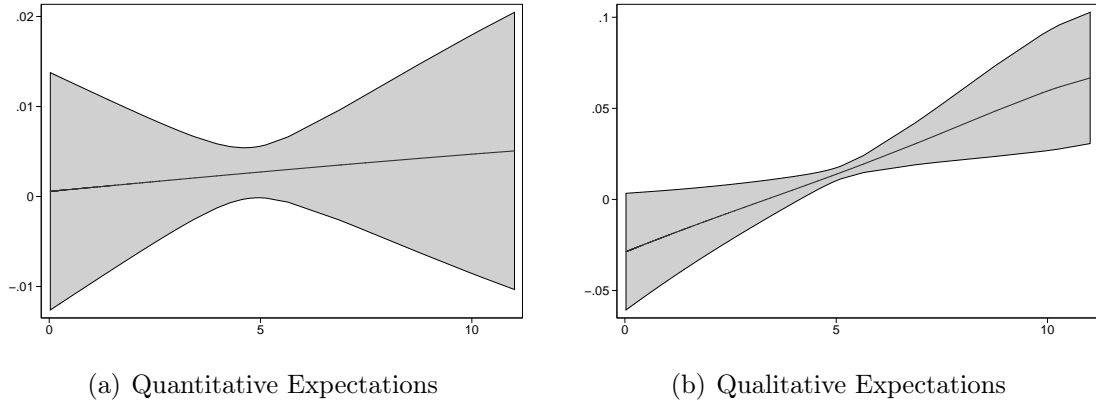 .02
.01
0
−.01
0 5 10
(a) Quantitative Expectations
.1
.05
0
−.05
0 5 10
(b) Qualitative Expectations